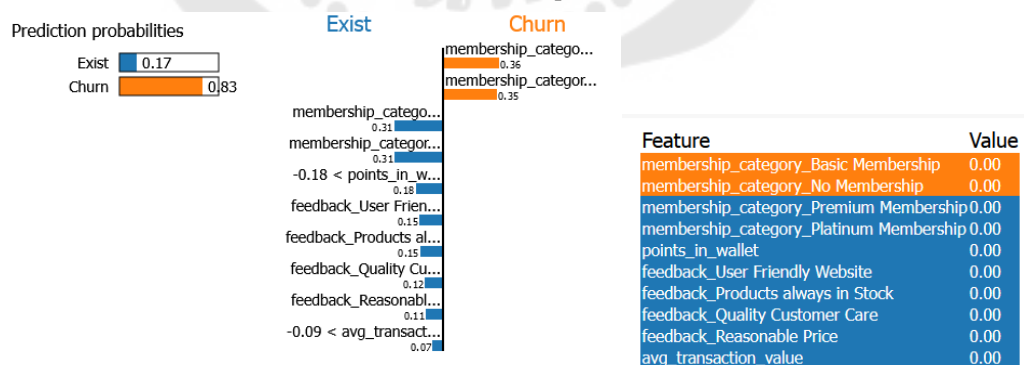 Prediction probabilities
Exist 0.17
Churn 0.83
Exist Churn
membership_catego...
0.36
membership_categor...
0.35
membership_catego...
0.31
membership_categor...
0.31
-0.18 < points_in_w...
0.18
feedback_User Frien...
0.15
feedback_Products al...
0.15
feedback_Quality Cu...
0.12
feedback_Reasonabl...
0.11
-0.09 < avg_transact...
0.07
Feature Value
membership_category_Basic Membership 0.00
membership_category_No Membership 0.00
membership_category_Premium Membership 0.00
membership_category_Platinum Membership 0.00
points_in_wallet 0.00
feedback_User Friendly Website 0.00
feedback_Products always in Stock 0.00
feedback_Quality Customer Care 0.00
feedback_Reasonable Price 0.00
avg_transaction_value 0.00